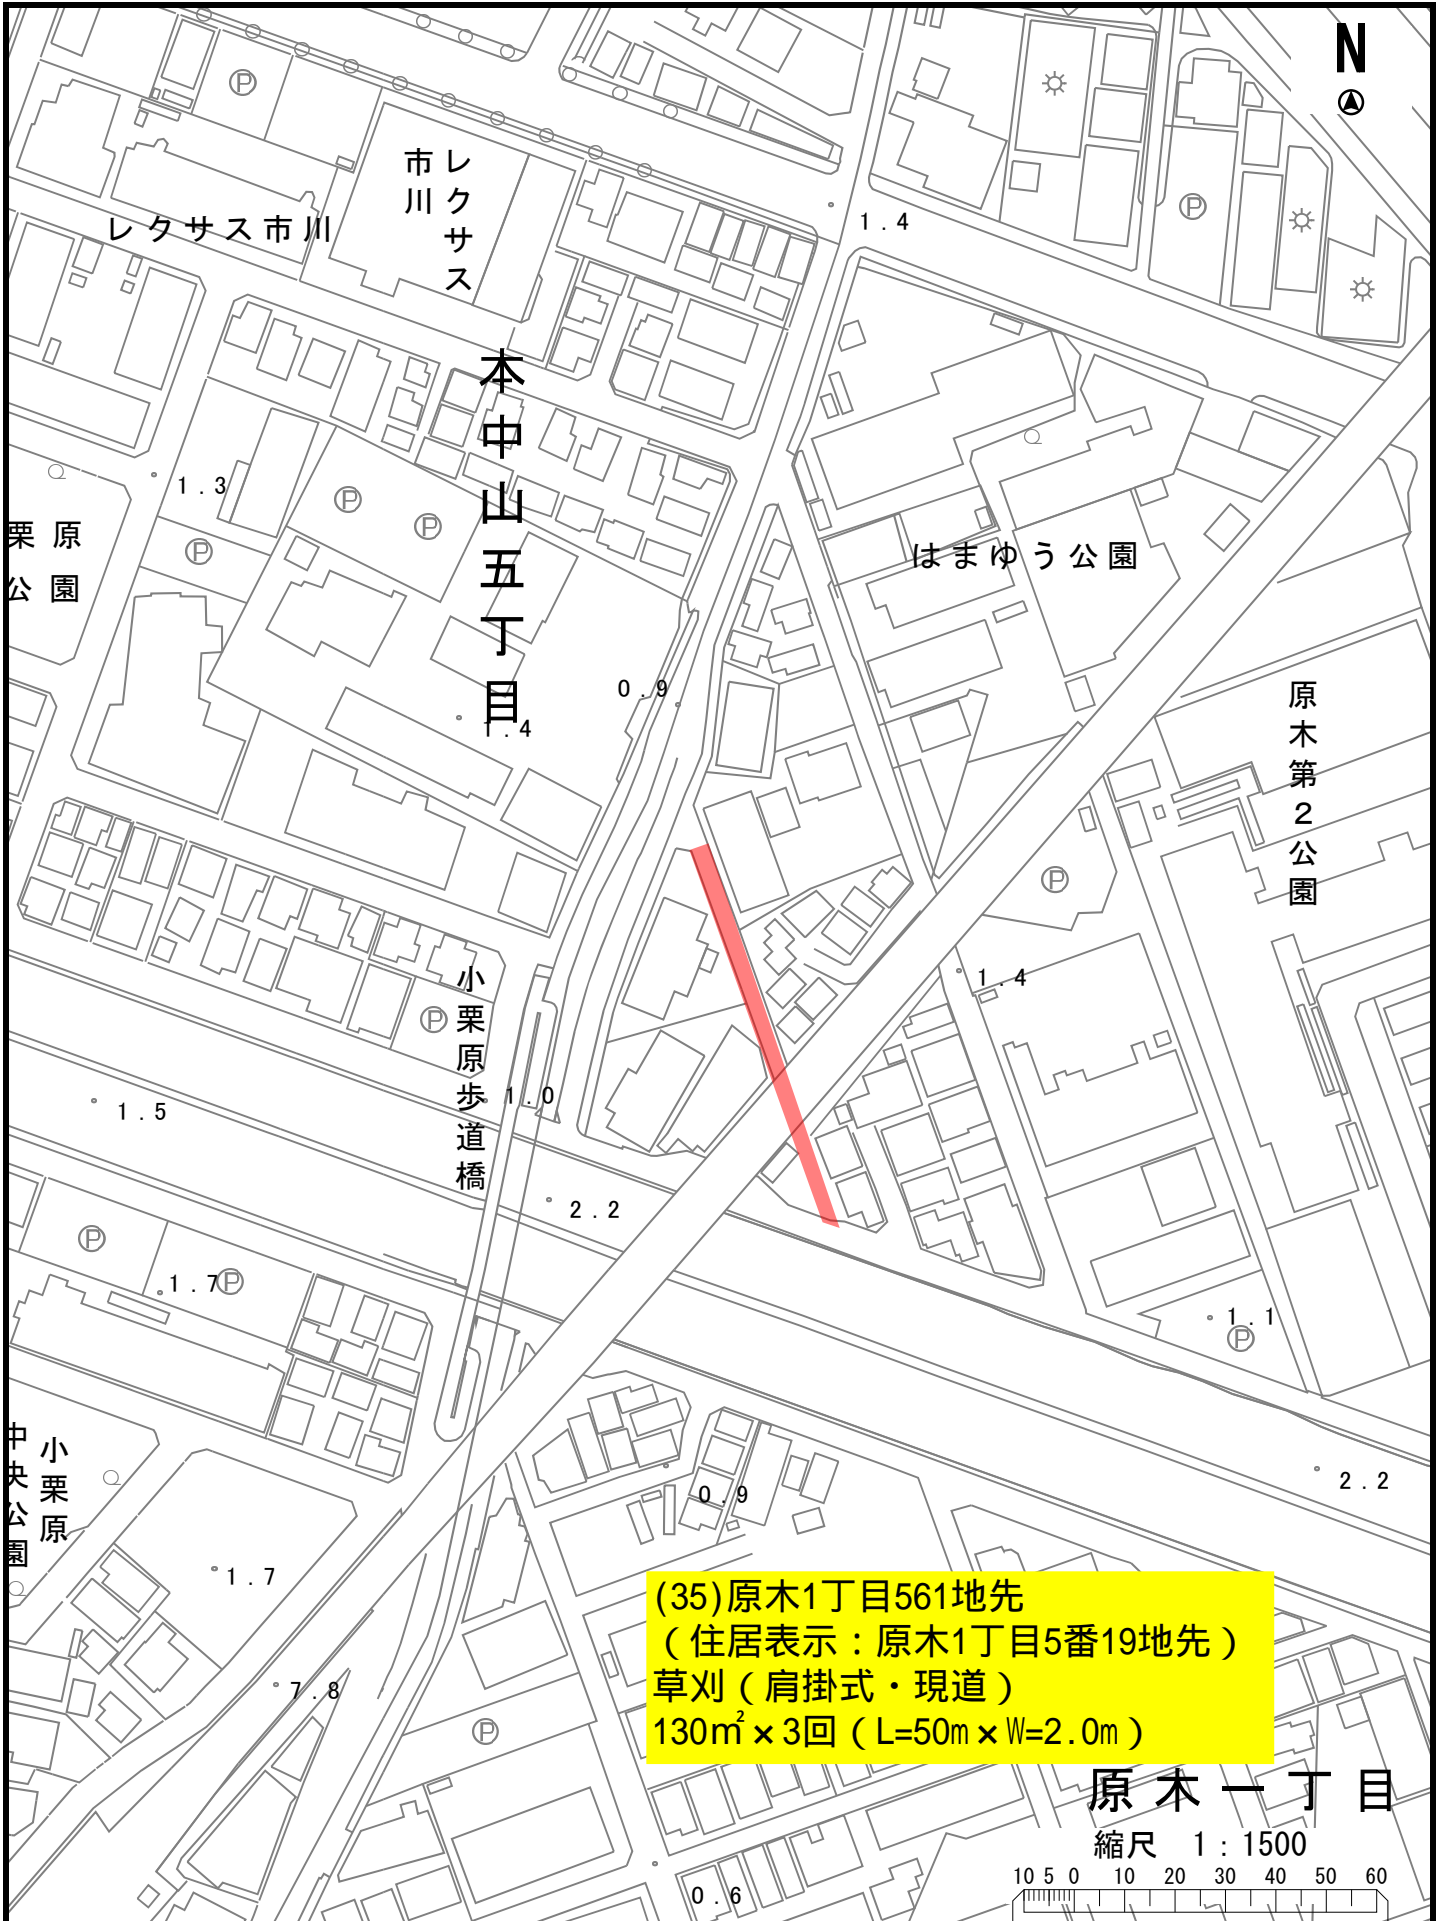 N
レクサス
市川
レクサス市川
1.4
P
P
本中山五丁目
1.3
P
P
P
栗原
公園
はまゆう公園
0.9
1.4
原木第2公園
P
小栗原歩道橋
P
1.4
1.0
1.5
2.2
P
1.7
P
1.1
P
小栗原
中央公園
0.9
2.2
1.7
7.8
P
(35)原木1丁目561地先
（住居表示：原木1丁目5番19地先）
草刈（肩掛式・現道）
130㎡×3回（L=50m×W=2.0m）
原木一丁目
縮尺 1:1500
10 5 0 10 20 30 40 50 60
0.6